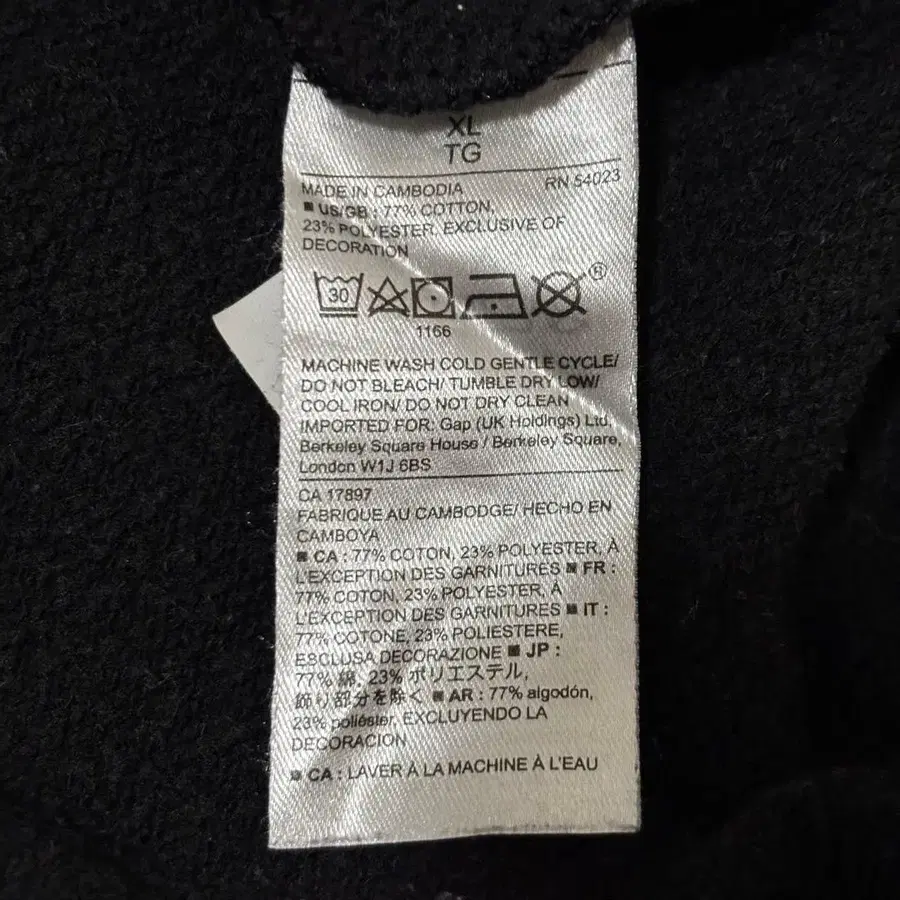 XL
TG
MADE IN CAMBODIA RN 54023
■ US/GB : 77% COTTON,
23% POLYESTER, EXCLUSIVE OF
DECORATION
30 ®
1166
MACHINE WASH COLD GENTLE CYCLE/
DO NOT BLEACH/ TUMBLE DRY LOW/
COOL IRON/ DO NOT DRY CLEAN
IMPORTED FOR: Gap (UK Holdings) Ltd.
Berkeley Square House / Berkeley Square,
London W1J 6BS
CA 17897
FABRIQUE AU CAMBODGE/ HECHO EN
CAMBOYA
■ CA : 77% COTON, 23% POLYESTER, À
L'EXCEPTION DES GARNITURES ■ FR :
77% COTON, 23% POLYESTER, À
L'EXCEPTION DES GARNITURES ■ IT :
77% COTONE, 23% POLIESTERE,
ESCLUSA DECORAZIONE ■ JP :
77% 綿, 23% ポリエステル,
飾り部分を除く ■ AR : 77% algodón,
23% poliéster, EXCLUYENDO LA
DECORACION
■ CA : LAVER À LA MACHINE À L'EAU